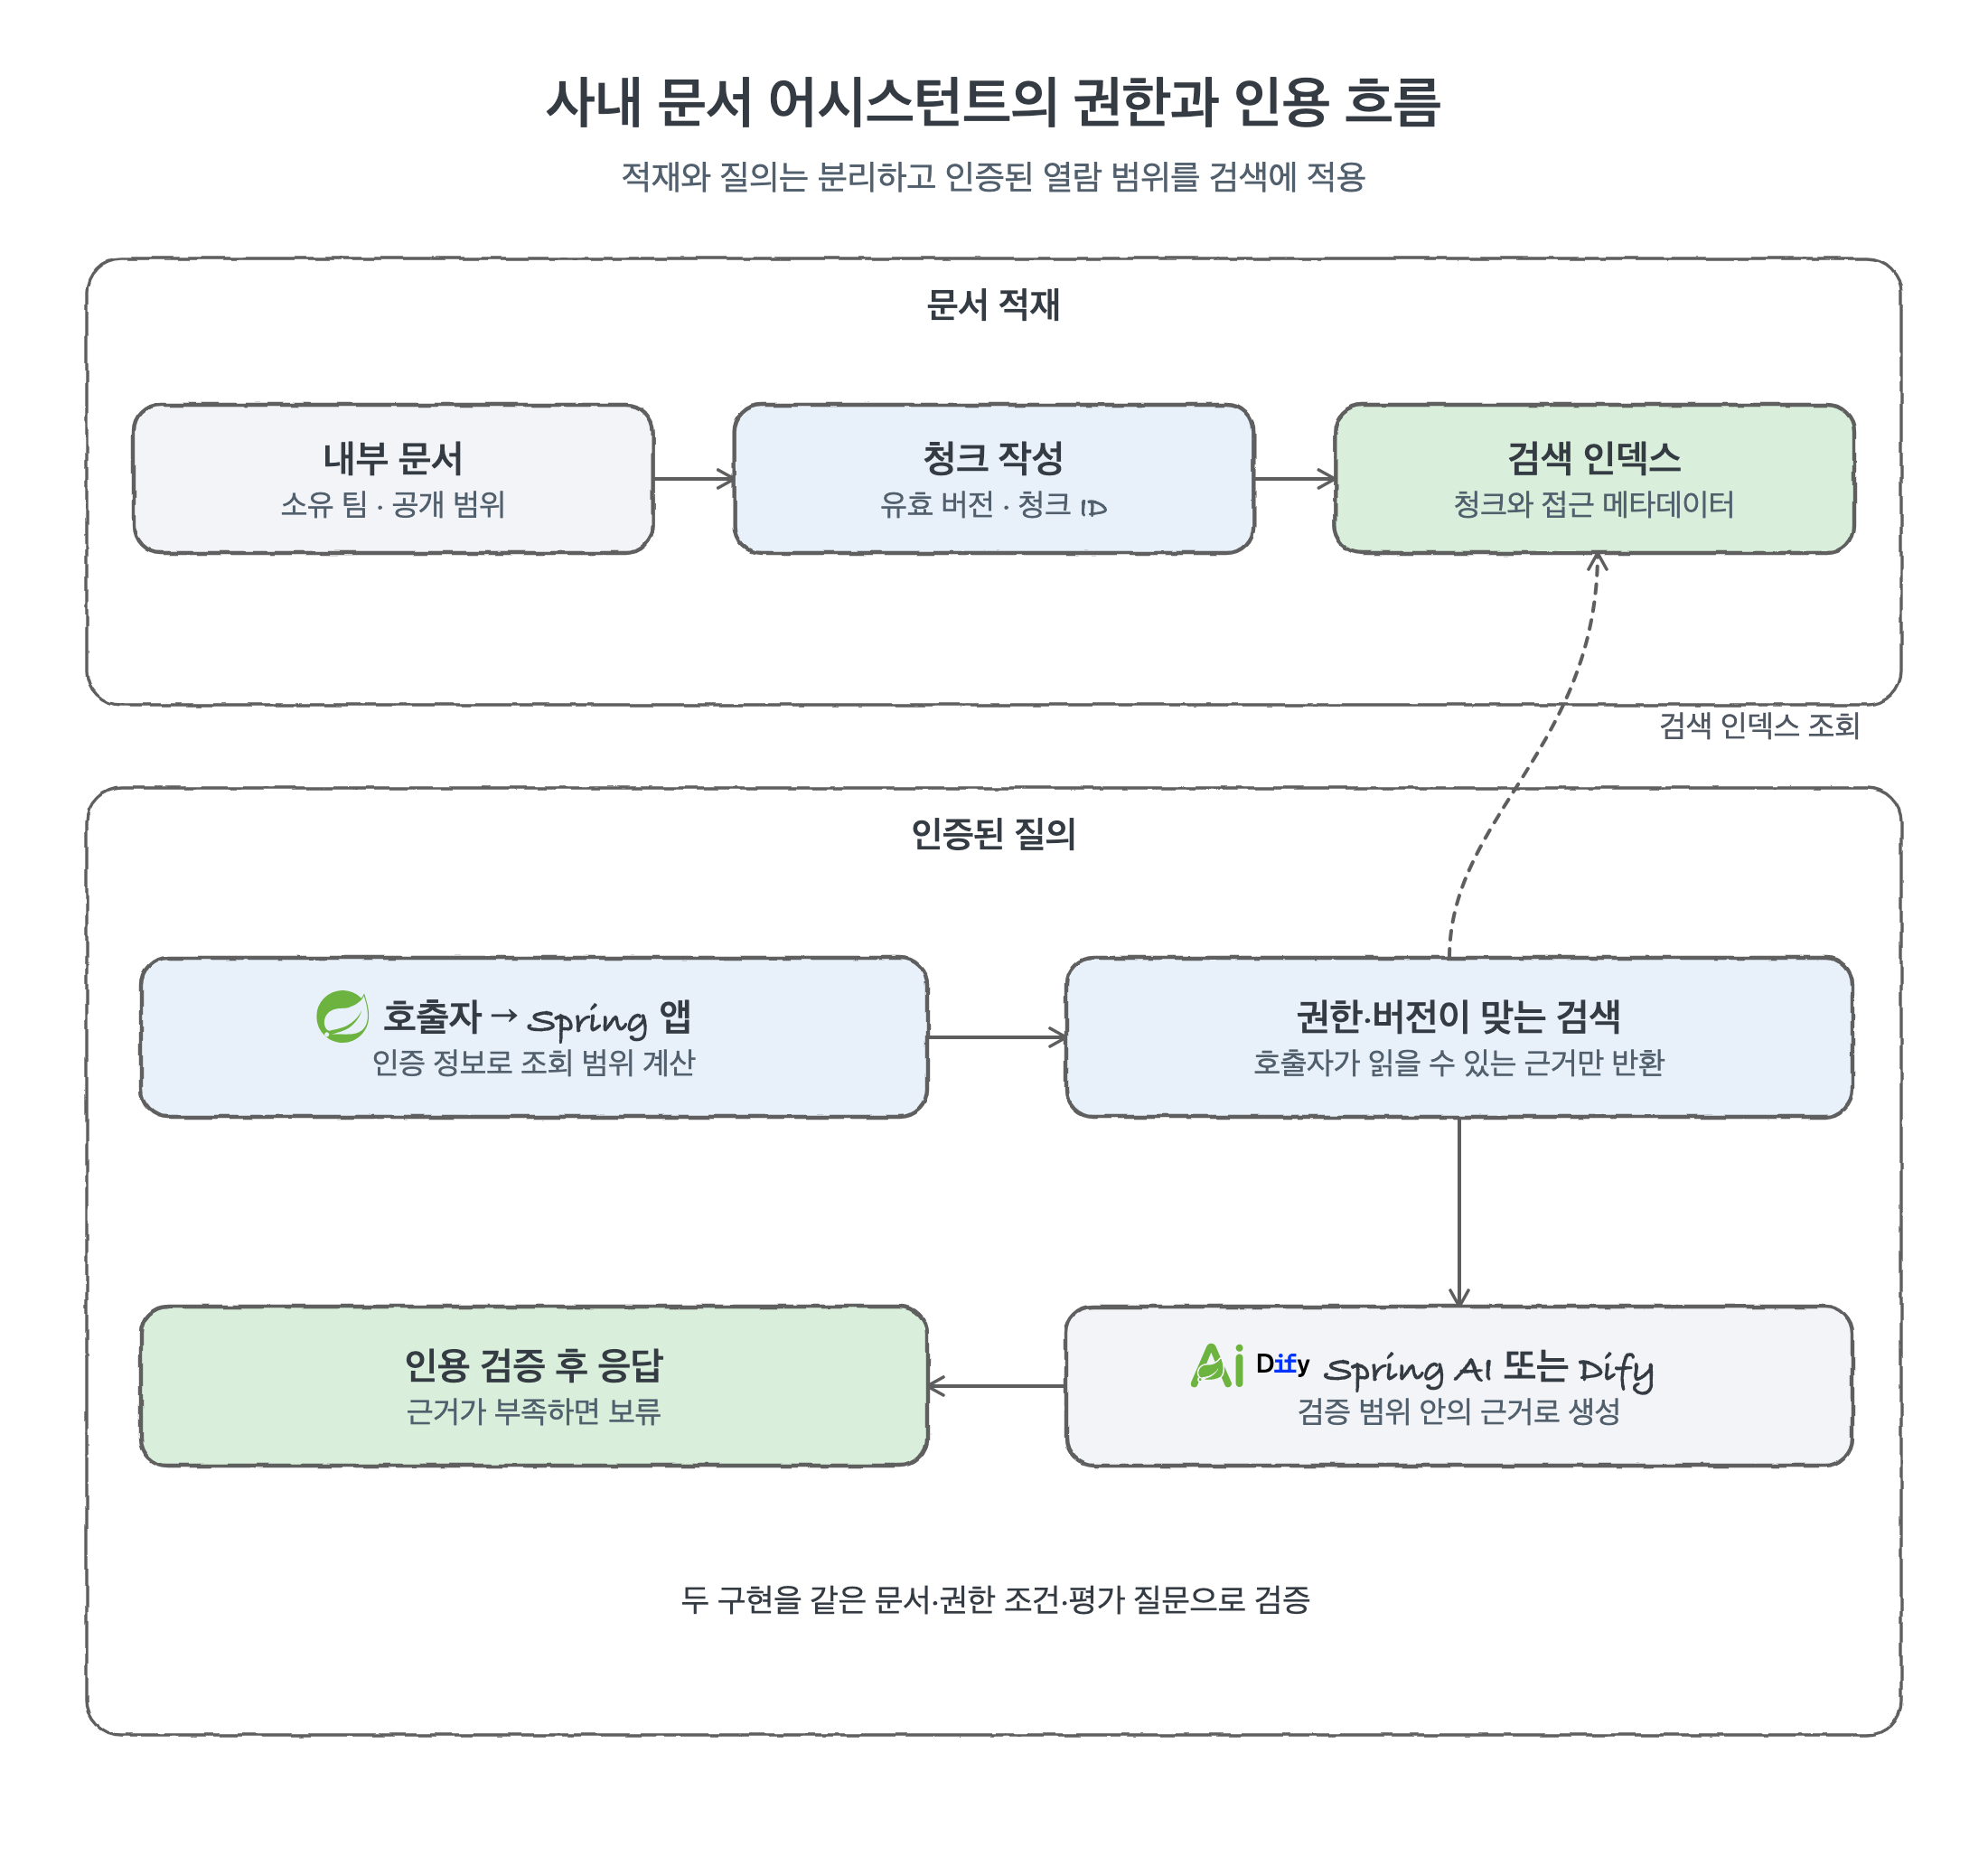 사내 문서 어시스턴트의 권한과 인용 흐름
적재와 질의는 분리하고 인증된 열람 범위를 검색에 적용
문서 적재
내부 문서
소유 팀 · 공개 범위
청크 작성
유효 버전 · 청크 ID
검색 인덱스
청크와 접근 메타데이터
검색 인덱스 조회
인증된 질의
호출자 → Spring 앱
인증 정보로 조회 범위 계산
권한·버전이 맞는 검색
호출자가 읽을 수 있는 근거만 반환
인용 검증 후 응답
근거가 부족하면 보류
Ai Dify Spring AI 또는 Dify
검증 범위 안의 근거로 생성
두 구현을 같은 문서·권한 조건·평가 질문으로 검증